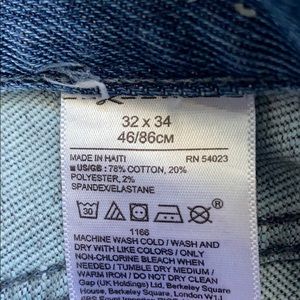 32 x 34
46/86CM
MADE IN HAITI RN 54023
US/GB : 78% COTTON, 20%
POLYESTER, 2%
SPANDEX/ELASTANE
30
1166
MACHINE WASH COLD / WASH AND
DRY WITH LIKE COLORS / ONLY
NON-CHLORINE BLEACH WHEN
NEEDED / TUMBLE DRY MEDIUM /
WARM IRON / DO NOT DRY CLEAN
Gap (UK Holdings), Berkeley Square
House, Berkeley Square, London W1J